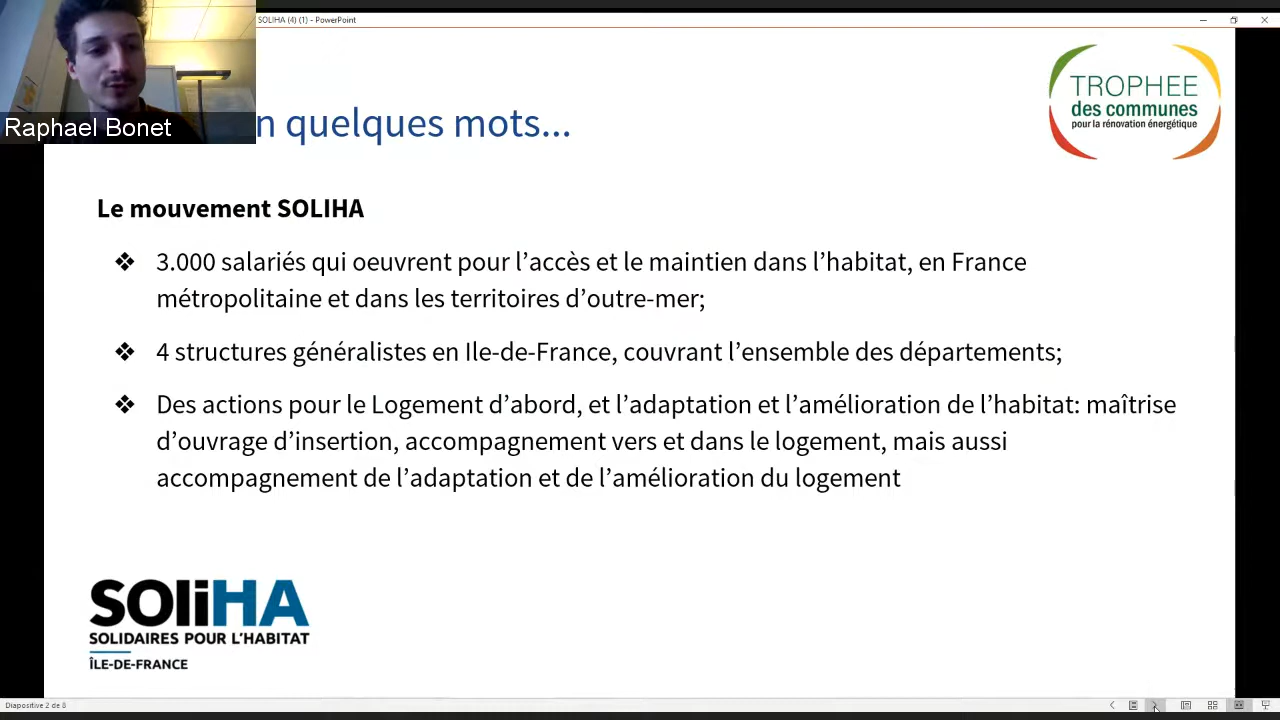 SOLIHA (4) (1) - PowerPoint
Raphael Bonet
n quelques mots...
TROPHEE
des communes
pour la rénovation énergétique
Le mouvement SOLIHA
❖ 3.000 salariés qui oeuvrent pour l’accès et le maintien dans l’habitat, en France
métropolitaine et dans les territoires d’outre-mer;
❖ 4 structures généralistes en Ile-de-France, couvrant l’ensemble des départements;
❖ Des actions pour le Logement d’abord, et l’adaptation et l’amélioration de l’habitat: maîtrise
d’ouvrage d’insertion, accompagnement vers et dans le logement, mais aussi
accompagnement de l’adaptation et de l’amélioration du logement
SOliHA
SOLIDAIRES POUR L’HABITAT
ÎLE-DE-FRANCE
Diapositive 2 de 8